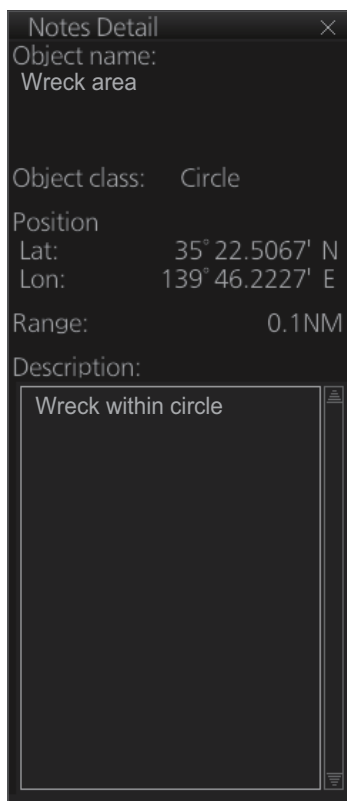 Notes Detail
Object name:
Wreck area
Object class: Circle
Position
Lat: 35° 22.5067' N
Lon: 139° 46.2227' E
Range: 0.1NM
Description:
Wreck within circle